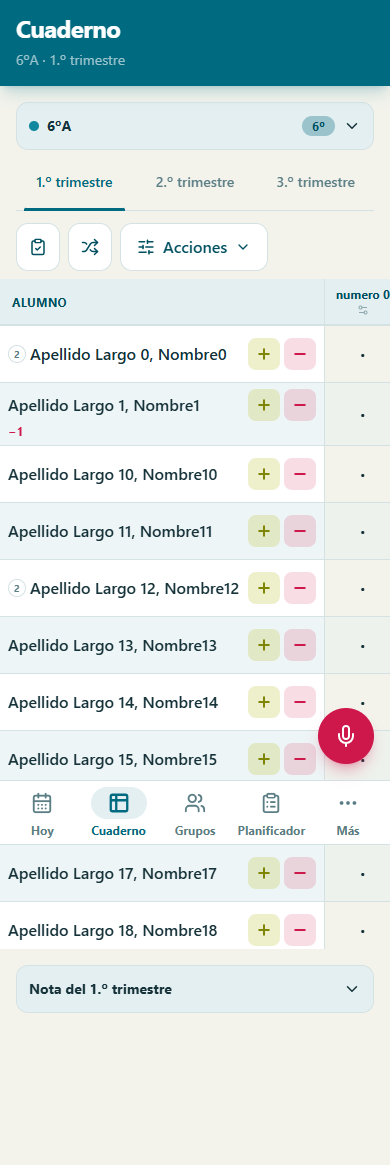 Cuaderno
6ºA · 1.º trimestre
6ºA 6º
1.º trimestre 2.º trimestre 3.º trimestre
Acciones
ALUMNO numero 0
2 Apellido Largo 0, Nombre0 + −
Apellido Largo 1, Nombre1 + −
−1
Apellido Largo 10, Nombre10 + −
Apellido Largo 11, Nombre11 + −
2 Apellido Largo 12, Nombre12 + −
Apellido Largo 13, Nombre13 + −
Apellido Largo 14, Nombre14 + −
Apellido Largo 15, Nombre15 + −
Hoy Cuaderno Grupos Planificador Más
Apellido Largo 17, Nombre17 + −
Apellido Largo 18, Nombre18 + −
Nota del 1.º trimestre